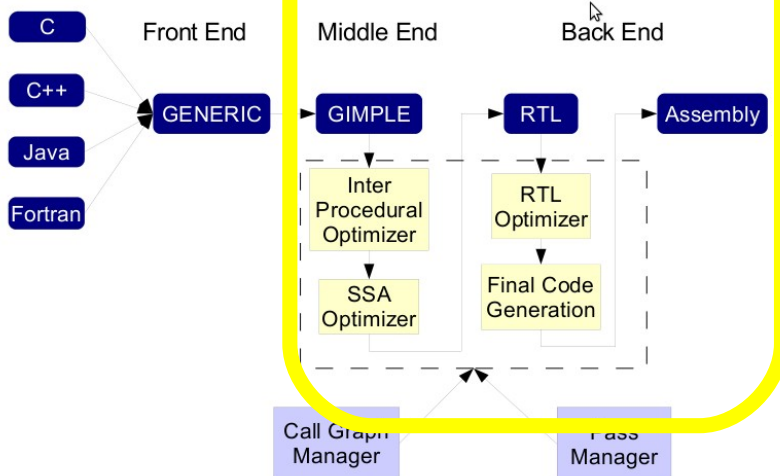 C
Front End
Middle End
Back End
C++
GENERIC
GIMPLE
RTL
Assembly
Java
Fortran
Inter
Procedural
Optimizer
SSA
Optimizer
RTL
Optimizer
Final Code
Generation
Call Graph
Manager
Pass
Manager